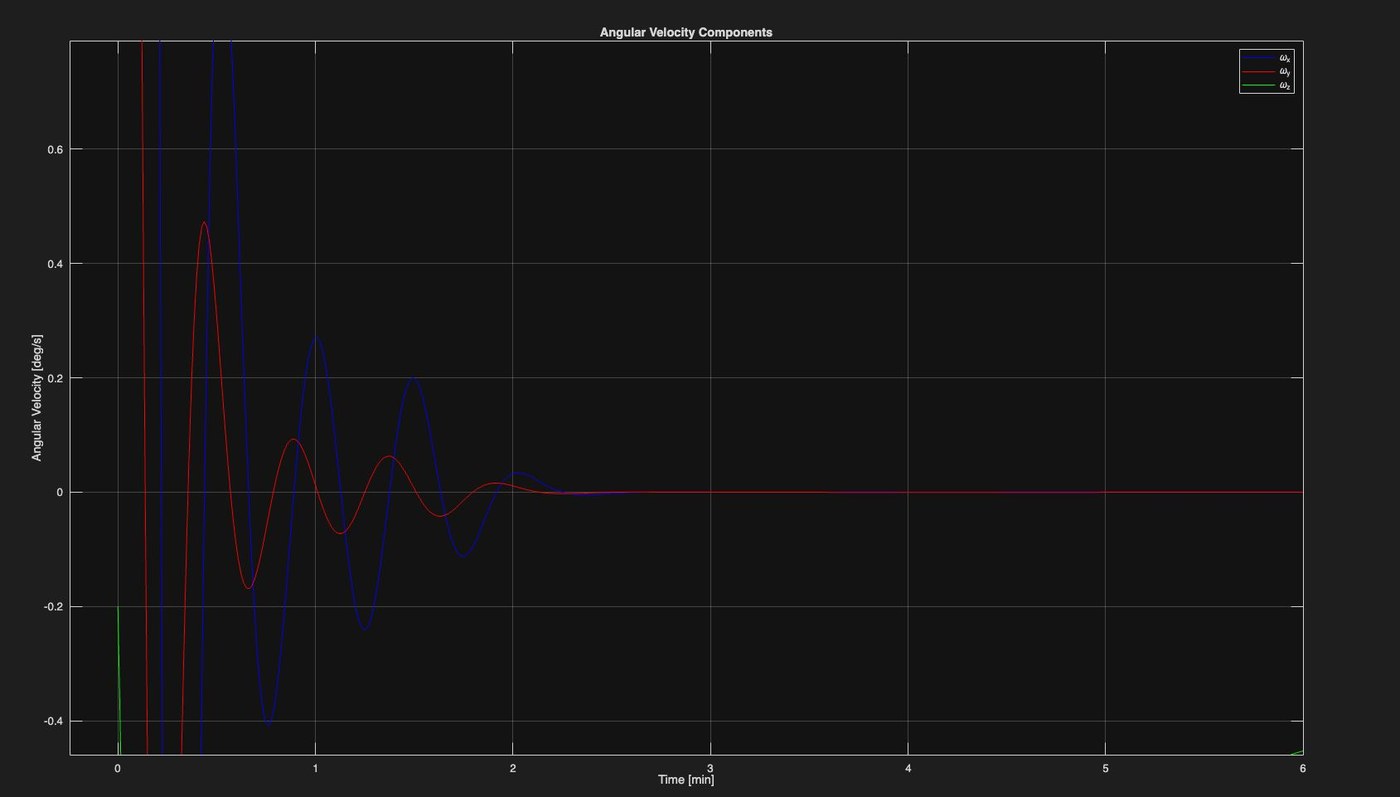 Angular Velocity Components
ωx
ωy
ωz
Angular Velocity [deg/s]
0.6
0.4
0.2
0
-0.2
-0.4
0 1 2 3 4 5 6
Time [min]